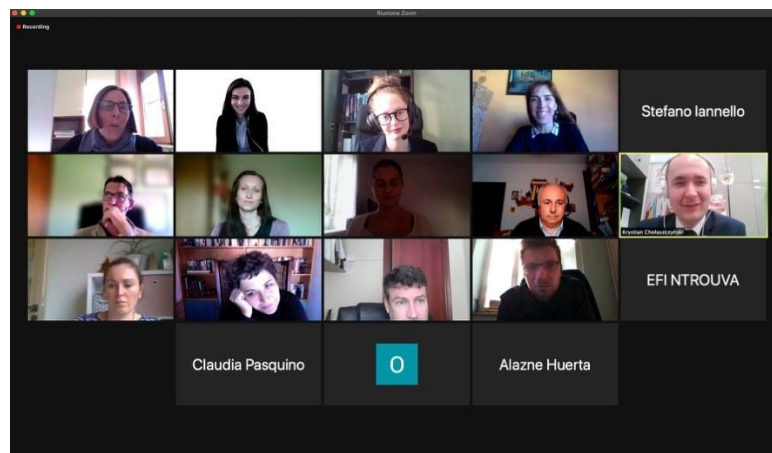 Riunione Zoom
Recording
Stefano Iannello
Krystian Chołaszczyński
EFI NTROUVA
Claudia Pasquino
O
Alazne Huerta